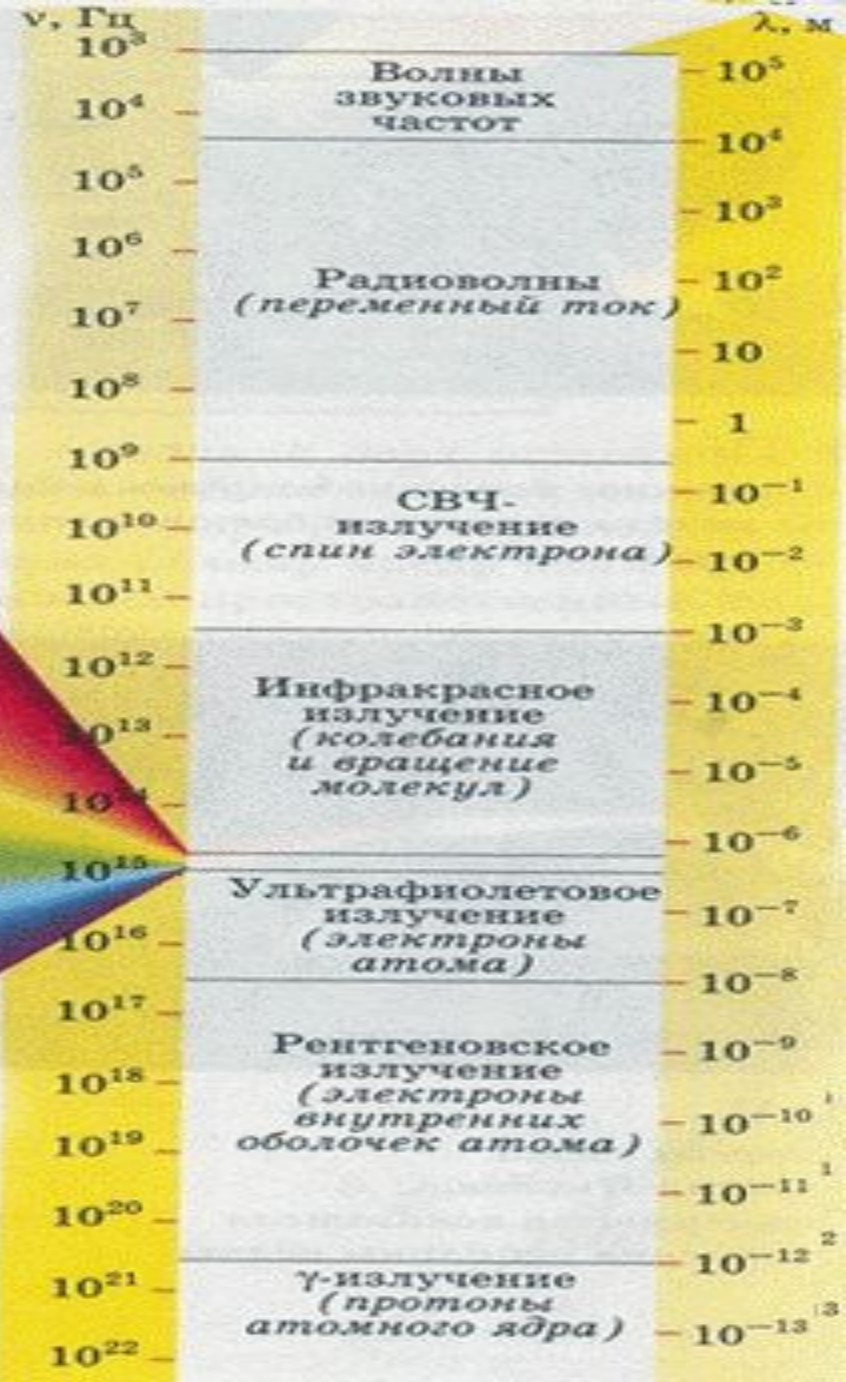 ν, Гц
10³
10⁴
10⁵
10⁶
10⁷
10⁸
10⁹
10¹⁰
10¹¹
10¹²
10¹³
10¹⁴
10¹⁵
10¹⁶
10¹⁷
10¹⁸
10¹⁹
10²⁰
10²¹
10²²
Волны
звуковых
частот
Радиоволны
(переменный ток)
СВЧ-
излучение
(спин электрона)
Инфракрасное
излучение
(колебания
и вращение
молекул)
Ультрафиолетовое
излучение
(электроны
атома)
Рентгеновское
излучение
(электроны
внутренних
оболочек атома)
γ-излучение
(протоны
атомного ядра)
λ, м
10⁵
10⁴
10³
10²
10
1
10⁻¹
10⁻²
10⁻³
10⁻⁴
10⁻⁵
10⁻⁶
10⁻⁷
10⁻⁸
10⁻⁹
10⁻¹⁰
10⁻¹¹
10⁻¹²
10⁻¹³